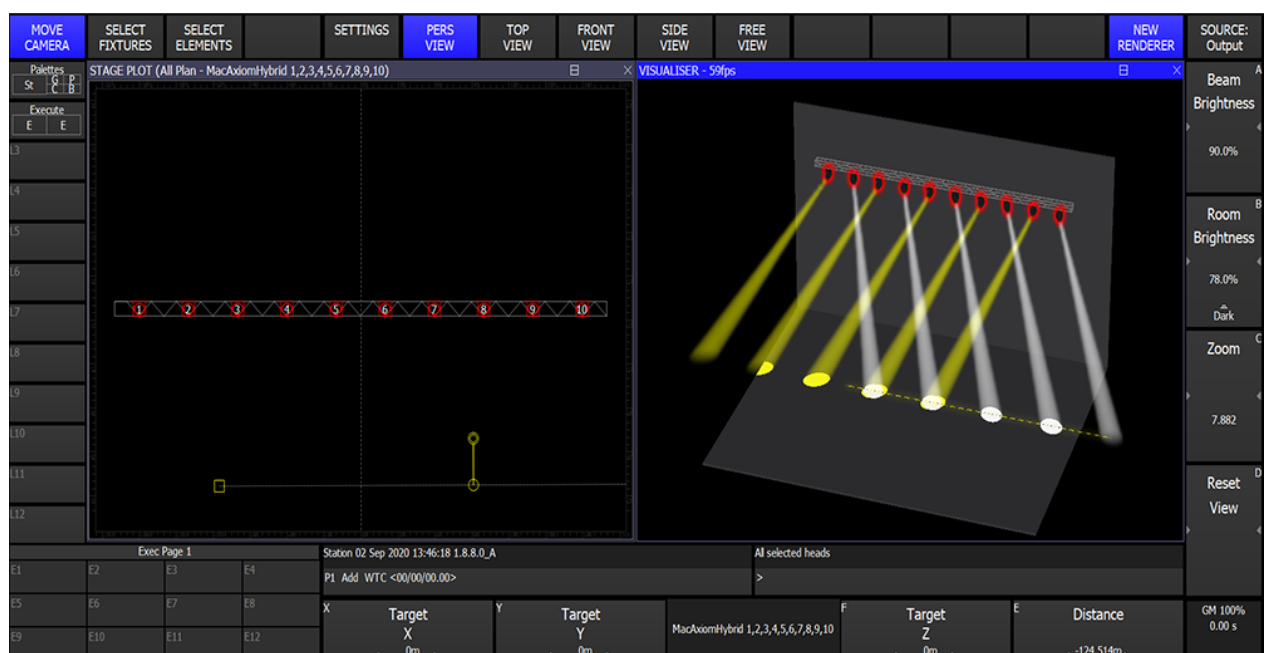 MOVE
CAMERA
SELECT
FIXTURES
SELECT
ELEMENTS
SETTINGS
PERS
VIEW
TOP
VIEW
FRONT
VIEW
SIDE
VIEW
FREE
VIEW
NEW
RENDERER
SOURCE:
Output
Palettes
St G P
C B
Execute
E E
L3
L4
L5
L6
L7
L8
L9
L10
L11
L12
STAGE PLOT (All Plan - MacAxiomHybrid 1,2,3,4,5,6,7,8,9,10)
1 2 3 4 5 6 7 8 9 10
VISUALISER - 59fps
A
Beam
Brightness
90.0%
B
Room
Brightness
78.0%
Dark
C
Zoom
7.882
D
Reset
View
Exec Page 1
E1 E2 E3 E4
E5 E6 E7 E8
E9 E10 E11 E12
Station 02 Sep 2020 13:46:18 1.8.8.0_A
P1 Add WTC <00/00/00.00>
All selected heads
>
X
Target
X
0m
Y
Target
Y
0m
MacAxiomHybrid 1,2,3,4,5,6,7,8,9,10
F
Target
Z
0m
E
Distance
-124.514m
GM 100%
0.00 s